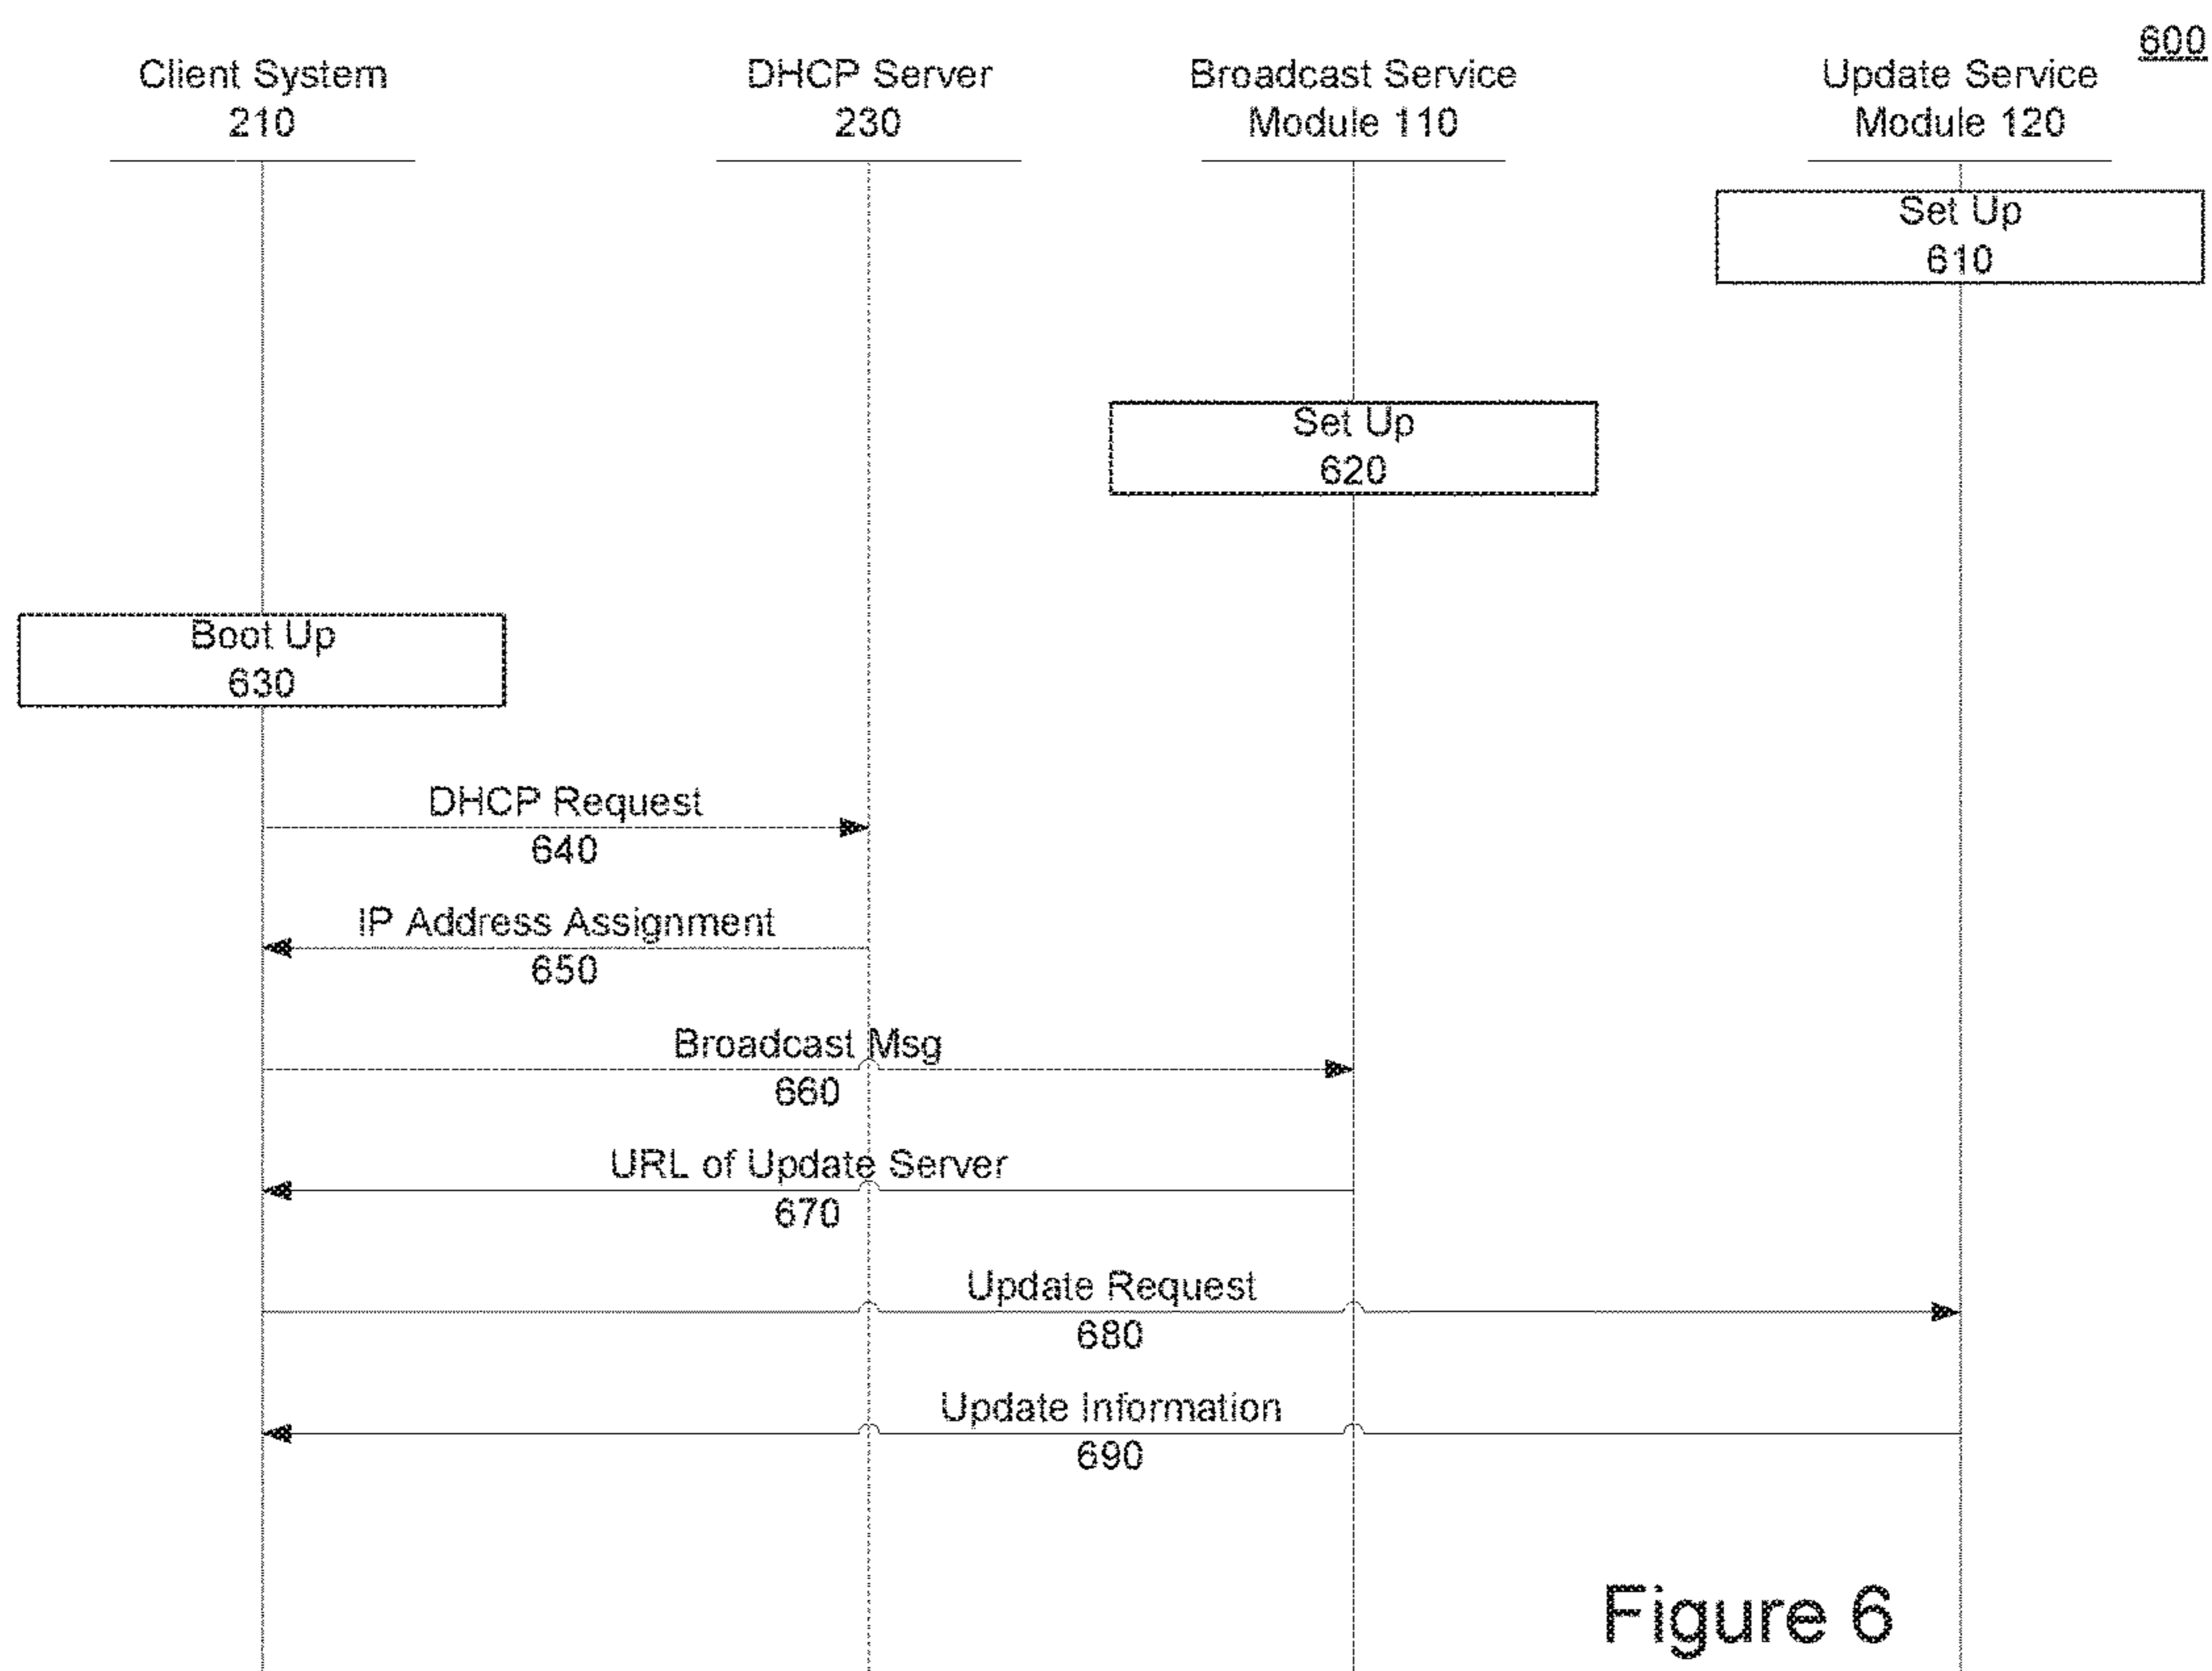 600
Client System
210
DHCP Server
230
Broadcast Service
Module 110
Update Service
Module 120
Set Up
610
Set Up
620
Boot Up
630
DHCP Request
640
IP Address Assignment
650
Broadcast Msg
660
URL of Update Server
670
Update Request
680
Update Information
690
Figure 6